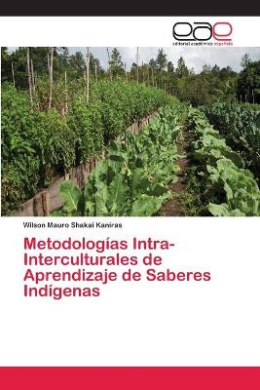 eae
editorial académica española
Wilson Mauro Shakai Kaniras
Metodologías Intra-
Interculturales de
Aprendizaje de Saberes
Indígenas